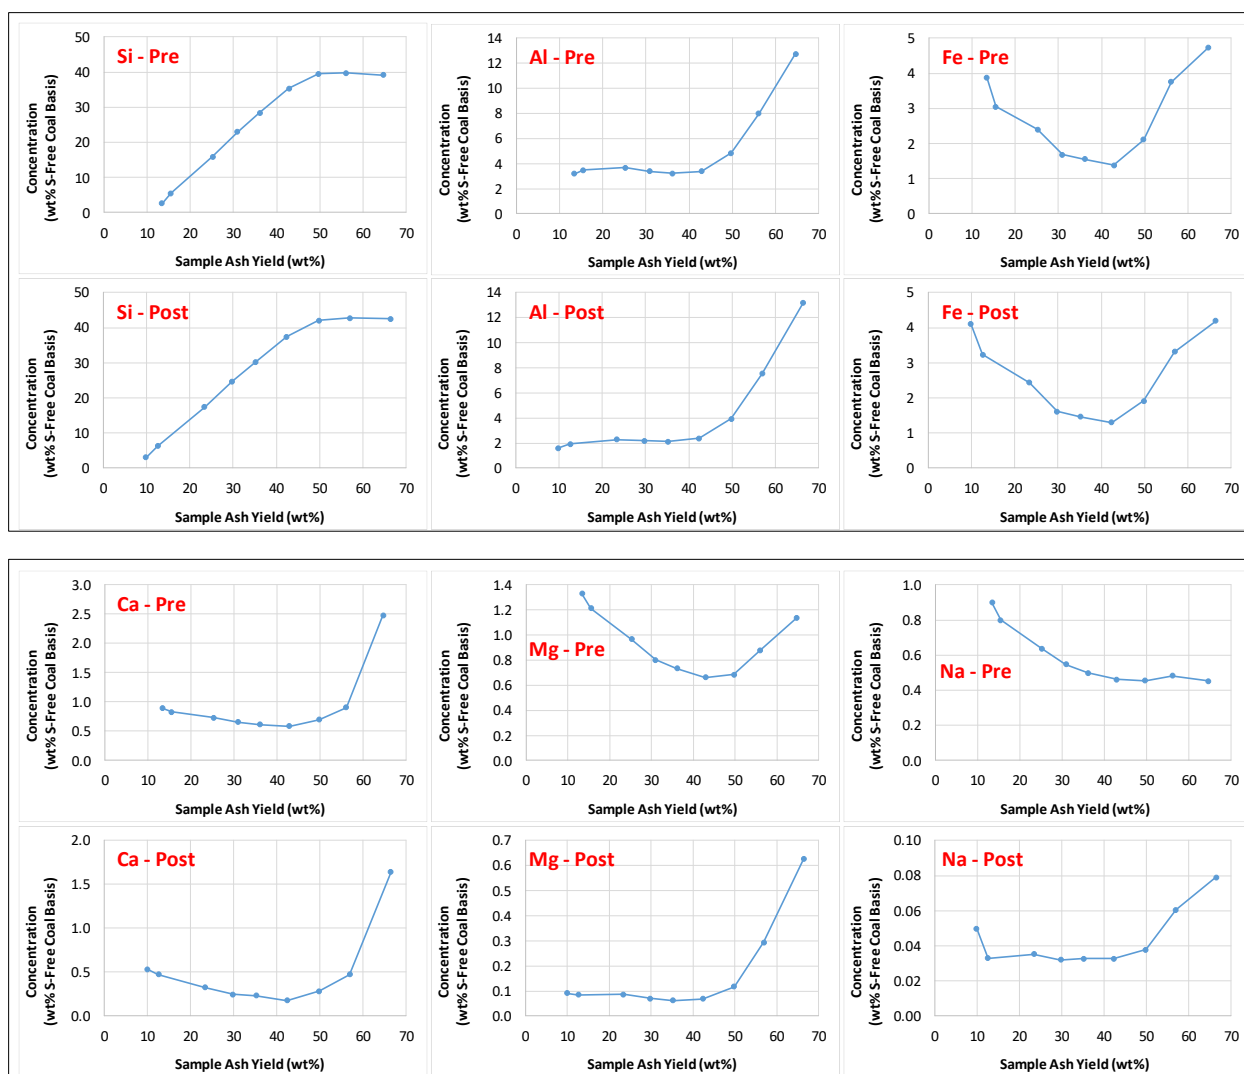 Si - Pre
Concentration
(wt% S-Free Coal Basis)
50
40
30
20
10
0
0 10 20 30 40 50 60 70
Sample Ash Yield (wt%)
Al - Pre
Concentration
(wt% S-Free Coal Basis)
14
12
10
8
6
4
2
0
0 10 20 30 40 50 60 70
Sample Ash Yield (wt%)
Fe - Pre
Concentration
(wt% S-Free Coal Basis)
5
4
3
2
1
0
0 10 20 30 40 50 60 70
Sample Ash Yield (wt%)
Si - Post
Concentration
(wt% S-Free Coal Basis)
50
40
30
20
10
0
0 10 20 30 40 50 60 70
Sample Ash Yield (wt%)
Al - Post
Concentration
(wt% S-Free Coal Basis)
14
12
10
8
6
4
2
0
0 10 20 30 40 50 60 70
Sample Ash Yield (wt%)
Fe - Post
Concentration
(wt% S-Free Coal Basis)
5
4
3
2
1
0
0 10 20 30 40 50 60 70
Sample Ash Yield (wt%)
Ca - Pre
Concentration
(wt% S-Free Coal Basis)
3.0
2.5
2.0
1.5
1.0
0.5
0.0
0 10 20 30 40 50 60 70
Sample Ash Yield (wt%)
Mg - Pre
Concentration
(wt% S-Free Coal Basis)
1.4
1.2
1.0
0.8
0.6
0.4
0.2
0.0
0 10 20 30 40 50 60 70
Sample Ash Yield (wt%)
Na - Pre
Concentration
(wt% S-Free Coal Basis)
1.0
0.8
0.6
0.4
0.2
0.0
0 10 20 30 40 50 60 70
Sample Ash Yield (wt%)
Ca - Post
Concentration
(wt% S-Free Coal Basis)
2.0
1.5
1.0
0.5
0.0
0 10 20 30 40 50 60 70
Sample Ash Yield (wt%)
Mg - Post
Concentration
(wt% S-Free Coal Basis)
0.7
0.6
0.5
0.4
0.3
0.2
0.1
0.0
0 10 20 30 40 50 60 70
Sample Ash Yield (wt%)
Na - Post
Concentration
(wt% S-Free Coal Basis)
0.10
0.08
0.06
0.04
0.02
0.00
0 10 20 30 40 50 60 70
Sample Ash Yield (wt%)